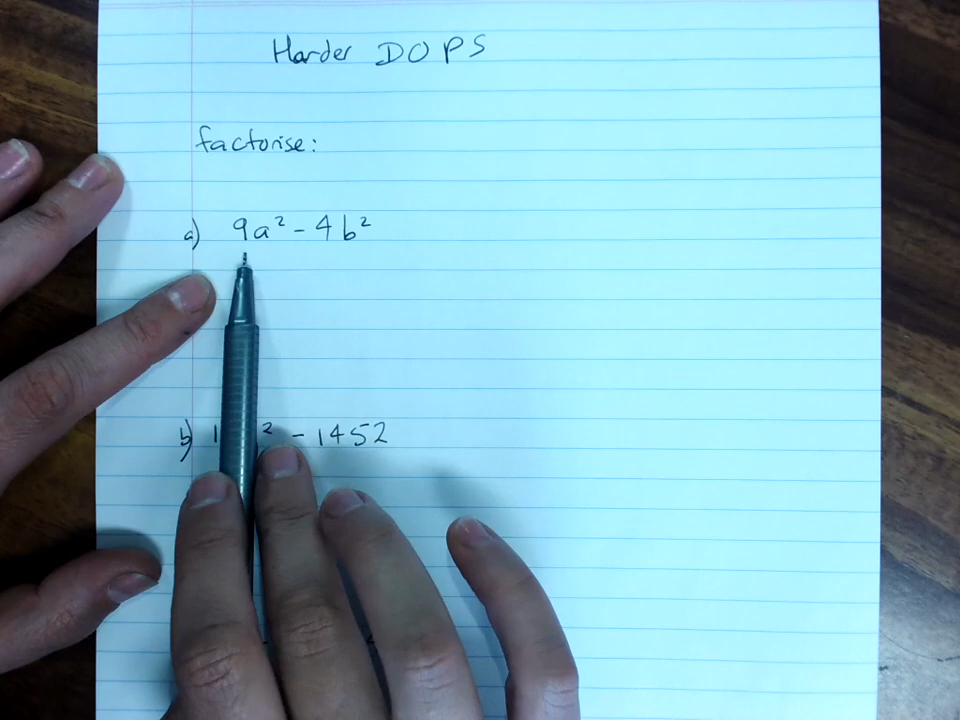 Harder DOPS
factorise:
a) 9a² - 4b²
b) 1 ² - 1452